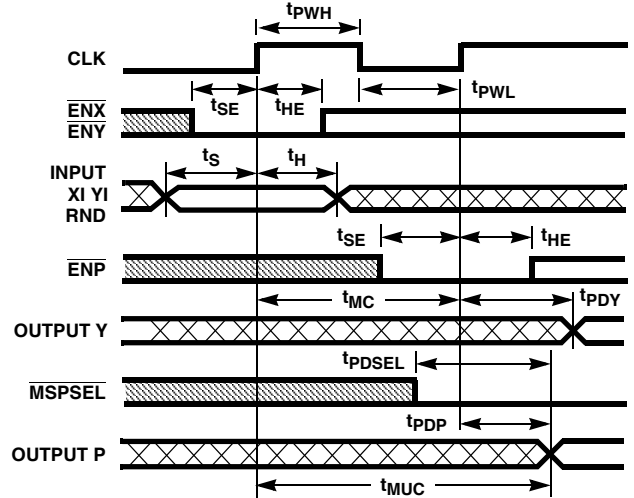 tPWH
CLK
tSE
tHE
tPWL
ENX
ENY
tS
tH
INPUT
XI YI
RND
tSE
tHE
ENP
tMC
tPDY
OUTPUT Y
tPDSEL
MSPSEL
tPDP
OUTPUT P
tMUC